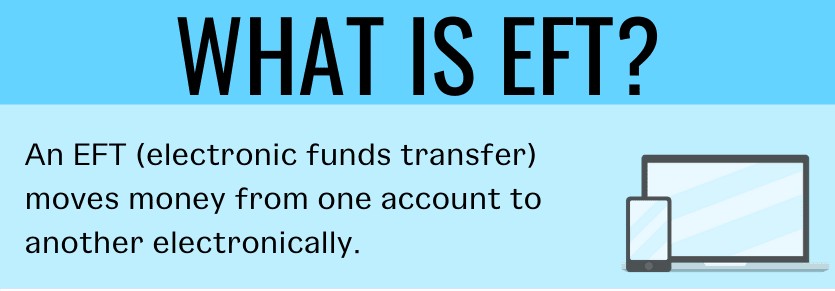 WHAT IS EFT?
An EFT (electronic funds transfer)
moves money from one account to
another electronically.